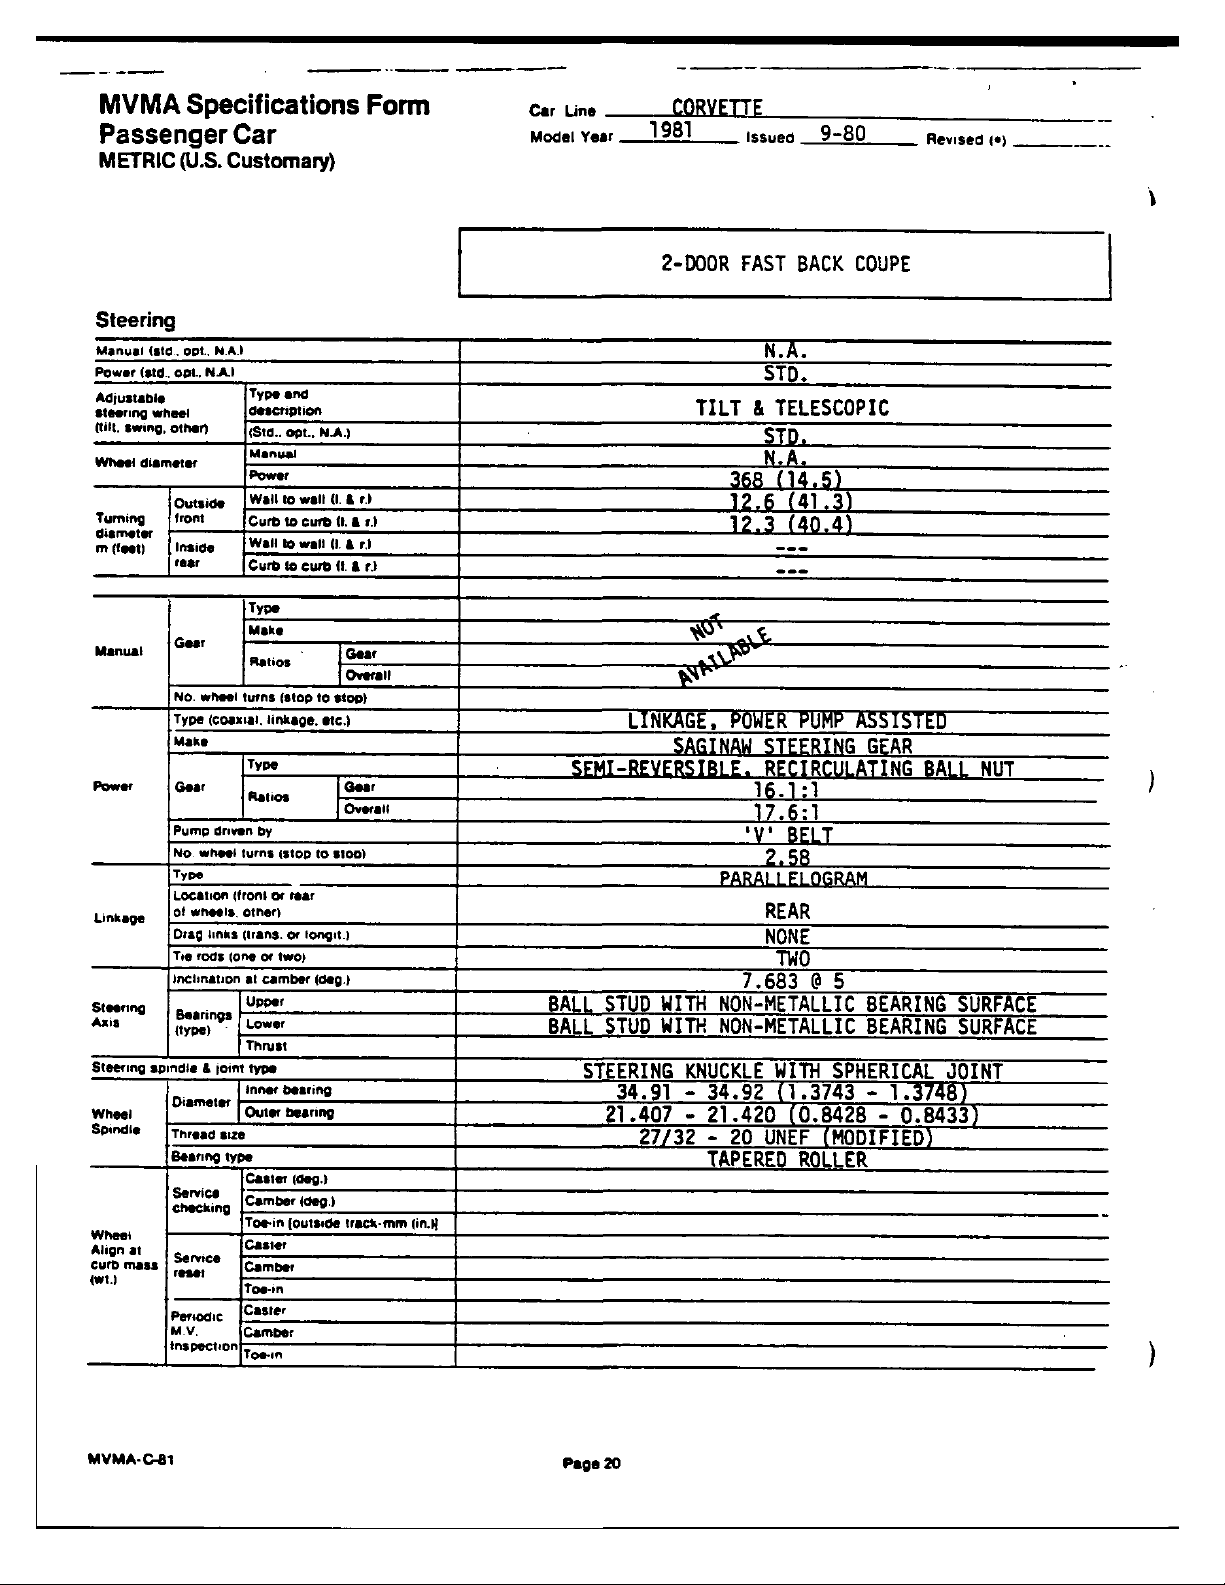 MVMA Specifications Form
Passenger Car
METRIC (U.S. Customary)
Car Line CORVETTE
Model Year 1981 Issued 9-80 Revised (•)
2-DOOR FAST BACK COUPE
Steering
Manual (std., opt., N.A.) N.A.
Power (std., opt., N.A.) STD.
Adjustable steering wheel (tilt, swing, other) Type and description TILT & TELESCOPIC
(Std., opt., N.A.) STD.
Wheel diameter Manual N.A.
Power 368 (14.5)
Turning diameter m (feet) Outside front Wall to wall (l. & r.) 12.6 (41.3)
Curb to curb (l. & r.) 12.3 (40.4)
Inside rear Wall to wall (l. & r.) ---
Curb to curb (l. & r.) ---
Manual Gear Type
Make
Ratios Gear
Overall
NOT AVAILABLE
No. wheel turns (stop to stop)
Power Type (coaxial, linkage, etc.) LINKAGE, POWER PUMP ASSISTED
Make SAGINAW STEERING GEAR
Gear Type SEMI-REVERSIBLE, RECIRCULATING BALL NUT
Ratios Gear 16.1:1
Overall 17.6:1
Pump driven by 'V' BELT
No. wheel turns (stop to stop) 2.58
Linkage Type PARALLELOGRAM
Location (front or rear of wheels, other) REAR
Drag links (trans. or longit.) NONE
Tie rods (one or two) TWO
Steering Axis Inclination at camber (deg.) 7.683 @ 5
Bearings (type) Upper BALL STUD WITH NON-METALLIC BEARING SURFACE
Lower BALL STUD WITH NON-METALLIC BEARING SURFACE
Thrust
Steering spindle & joint type STEERING KNUCKLE WITH SPHERICAL JOINT
Wheel Spindle Diameter Inner bearing 34.91 - 34.92 (1.3743 - 1.3748)
Outer bearing 21.407 - 21.420 (0.8428 - 0.8433)
Thread size 27/32 - 20 UNEF (MODIFIED)
Bearing type TAPERED ROLLER
Wheel Align at curb mass (wt.) Service checking Caster (deg.)
Camber (deg.)
Toe-in [outside track-mm (in.)]
Service reset Caster
Camber
Toe-in
Periodic M.V. Inspection Caster
Camber
Toe-in
MVMA-C-81
Page 20